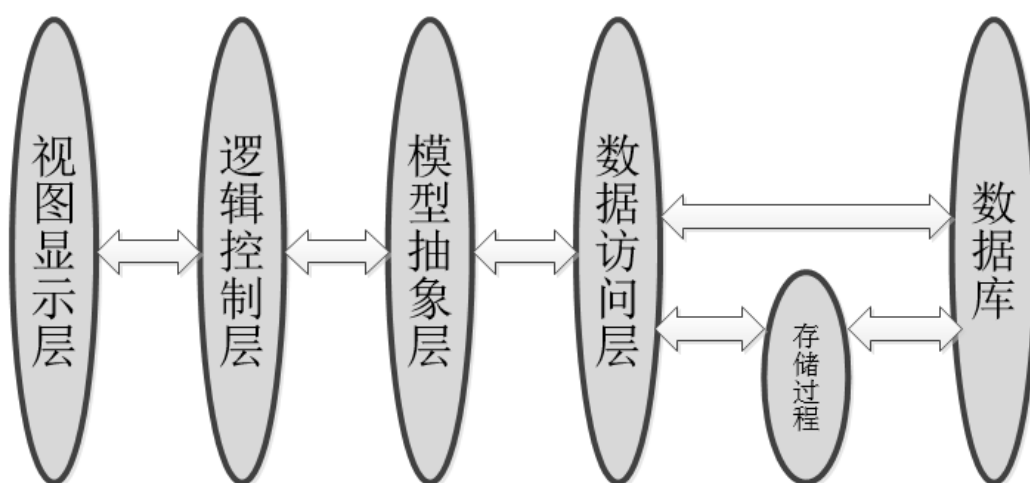 视图显示层
逻辑控制层
模型抽象层
数据访问层
存储过程
数据库